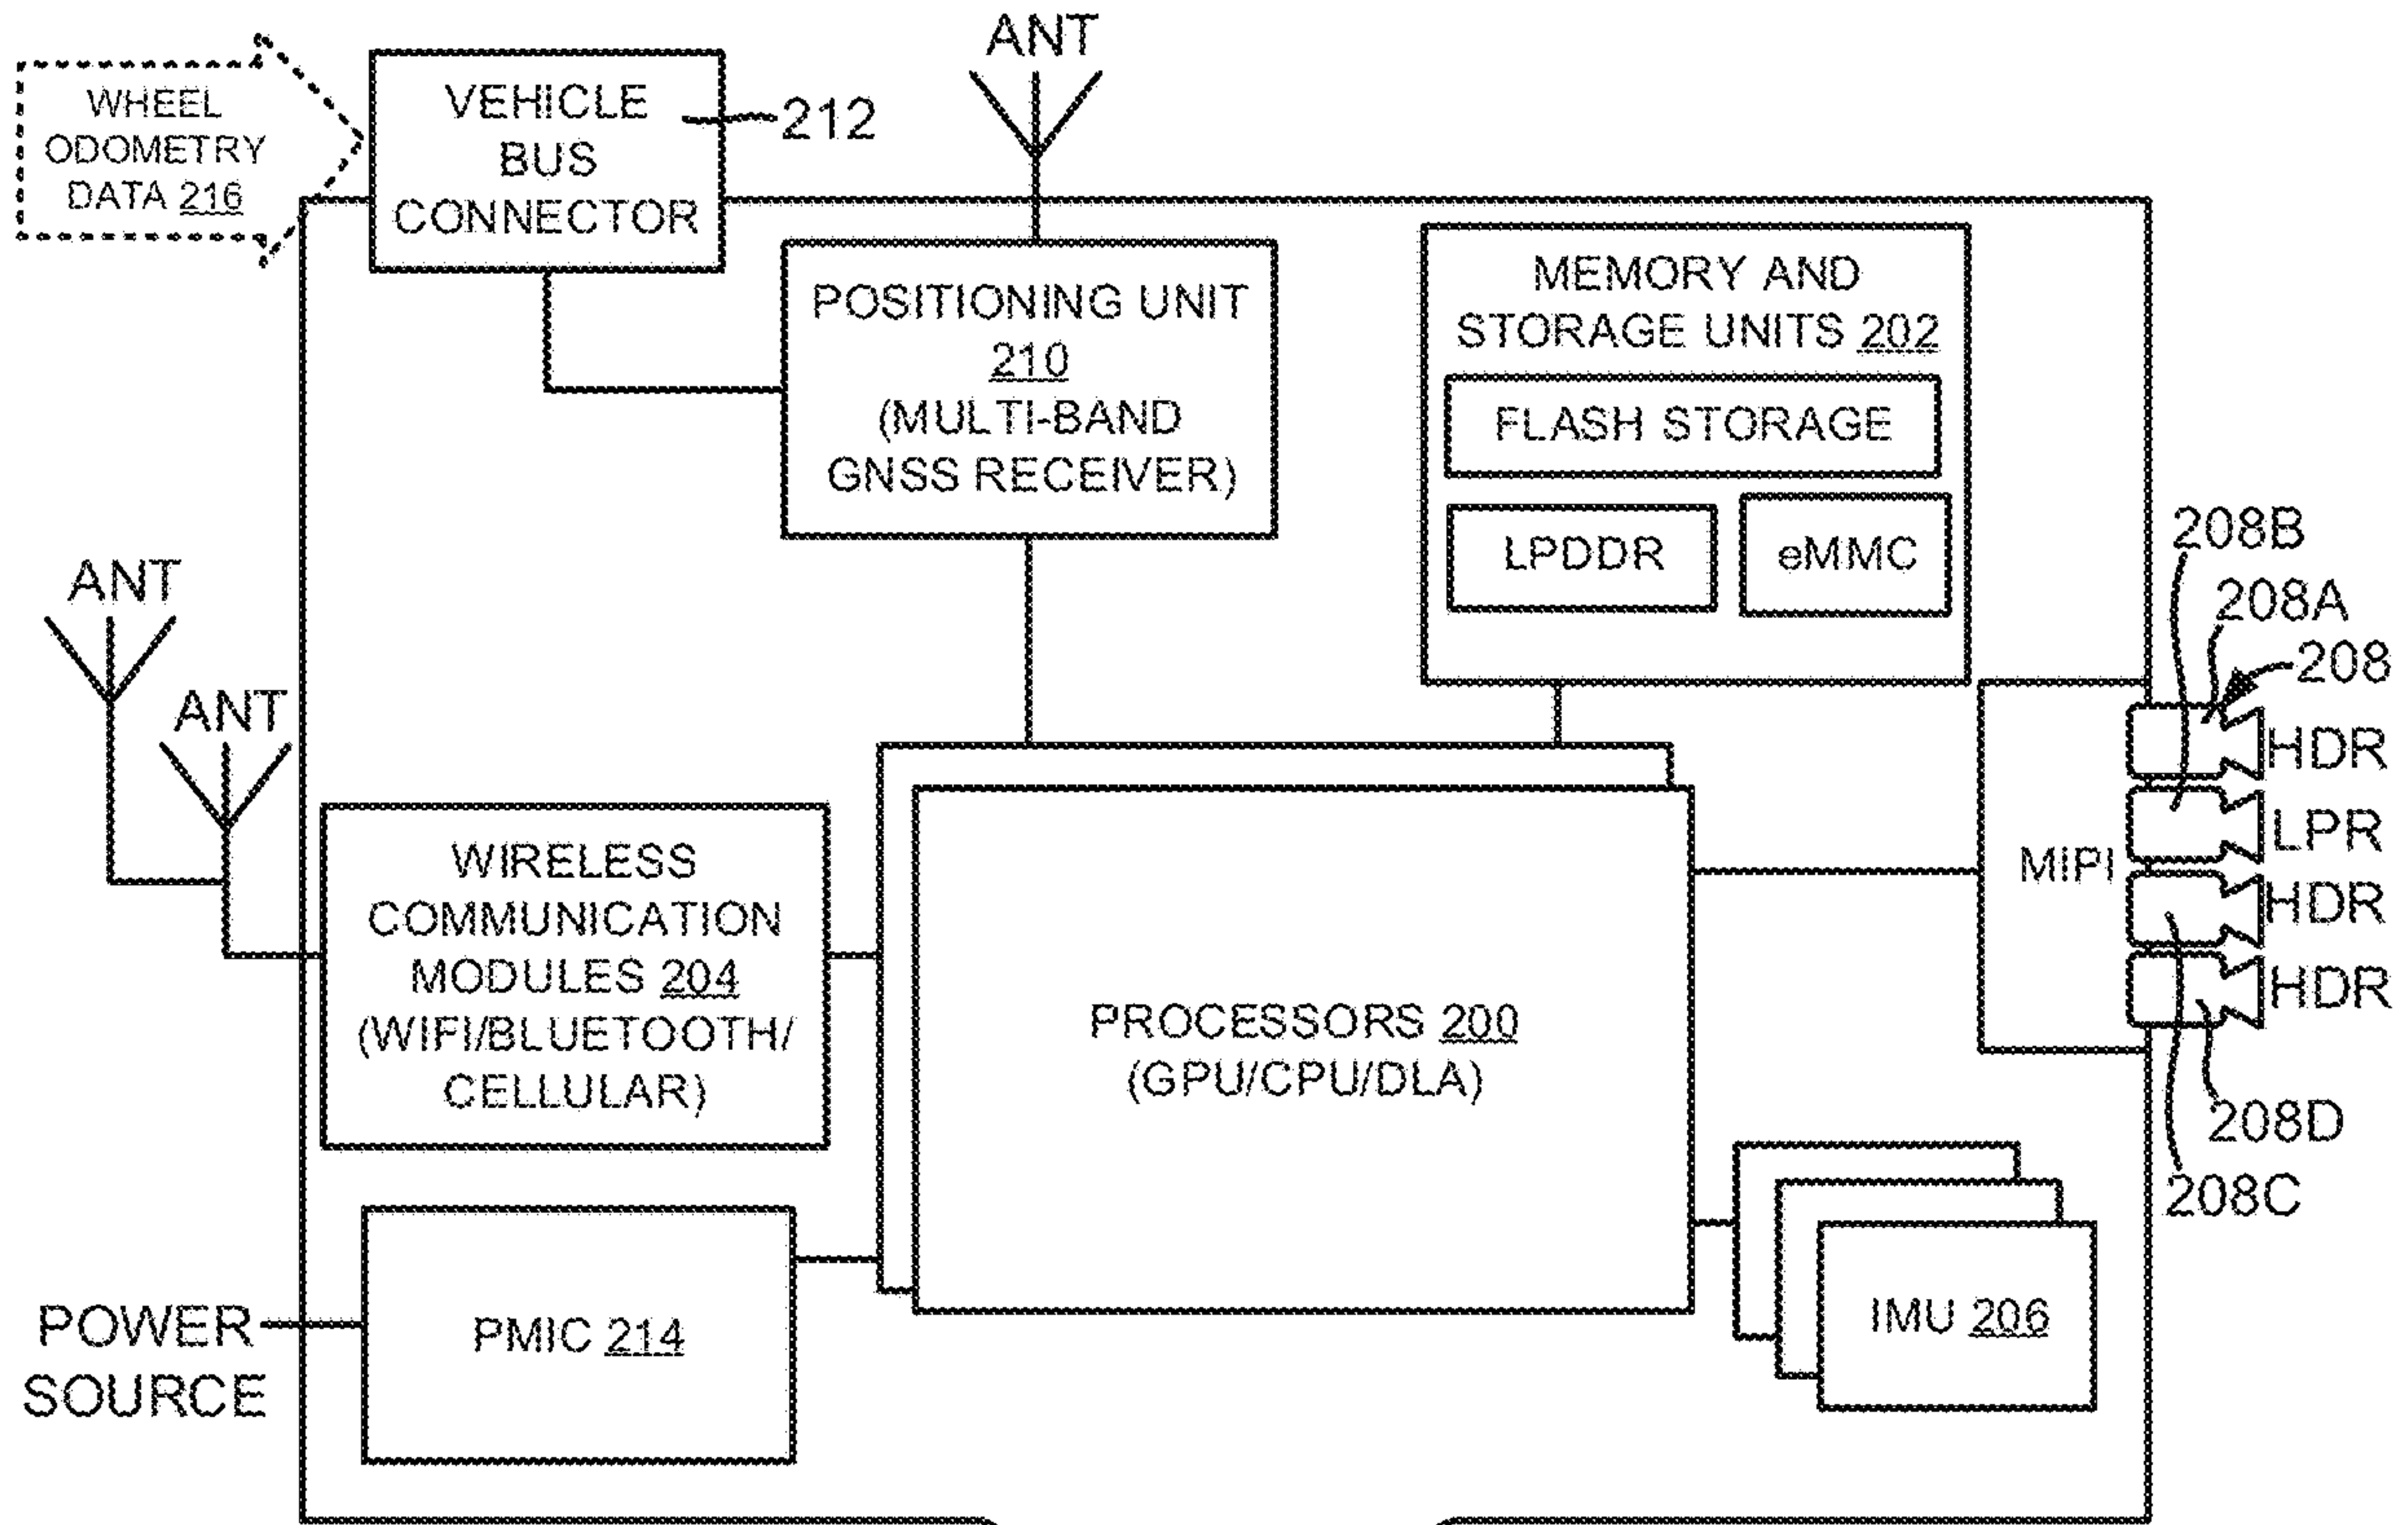 ANT
WHEEL
ODOMETRY
DATA 216
VEHICLE
BUS
CONNECTOR
212
POSITIONING UNIT
210
(MULTI-BAND
GNSS RECEIVER)
MEMORY AND
STORAGE UNITS 202
FLASH STORAGE
LPDDR
eMMC
208B
208A
208
ANT
ANT
HDR
LPR
HDR
HDR
MIPI
WIRELESS
COMMUNICATION
MODULES 204
(WIFI/BLUETOOTH/
CELLULAR)
PROCESSORS 200
(GPU/CPU/DLA)
208D
208C
POWER
SOURCE
PMIC 214
IMU 206